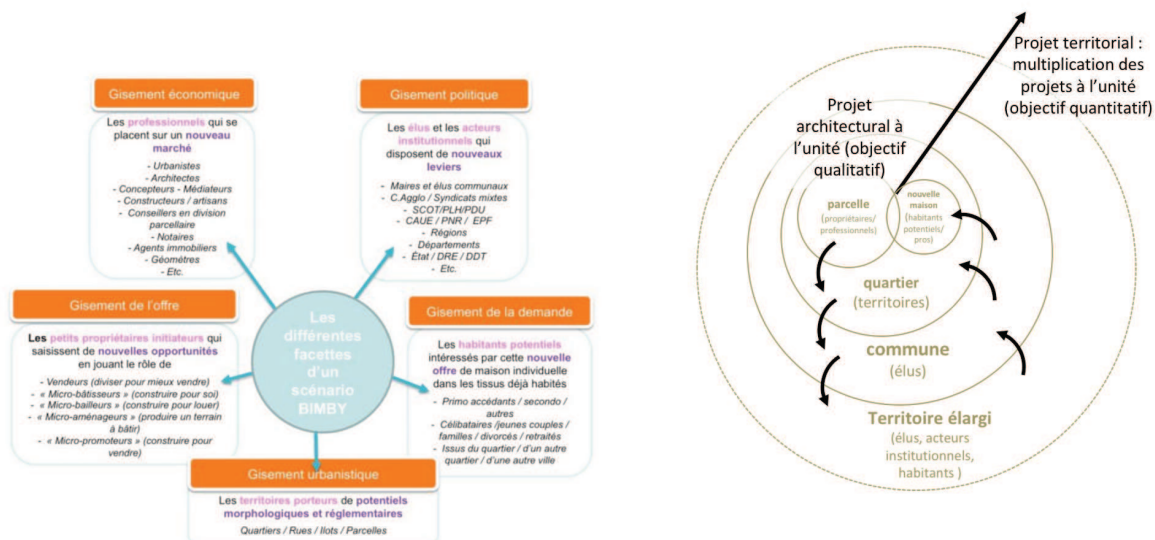 Gisement économique
Les professionnels qui se
placent sur un nouveau
marché
- Urbanistes
- Architectes
- Concepteurs - Médiateurs
- Constructeurs / artisans
- Conseillers en division
parcellaire
- Notaires
- Agents immobiliers
- Géomètres
- Etc.
Gisement politique
Les élus et les acteurs
institutionnels qui
disposent de nouveaux
leviers
- Maires et élus communaux
- C.Agglo / Syndicats mixtes
- SCOT/PLH/PDU
- CAUE / PNR / EPF
- Régions
- Départements
- État / DRE / DDT
- Etc.
Gisement de l'offre
Les petits propriétaires initiateurs qui
saisissent de nouvelles opportunités
en jouant le rôle de
- Vendeurs (diviser pour mieux vendre)
- « Micro-bâtisseurs » (construire pour soi)
- « Micro-bailleurs » (construire pour louer)
- « Micro-aménageurs » (produire un terrain
à bâtir)
- « Micro-promoteurs » (construire pour
vendre)
Les
différentes
facettes
d'un
scénario
BIMBY
Gisement de la demande
Les habitants potentiels
intéressés par cette nouvelle
offre de maison individuelle
dans les tissus déjà habités
- Primo accédants / secundo /
autres
- Célibataires /jeunes couples /
familles / divorcés / retraités
- Issus du quartier / d'un autre
quartier / d'une autre ville
Gisement urbanistique
Les territoires porteurs de potentiels
morphologiques et réglementaires
Quartiers / Rues / Ilots / Parcelles
Projet territorial :
multiplication des
projets à l'unité
(objectif quantitatif)
Projet
architectural à
l'unité (objectif
qualitatif)
parcelle
(propriétaires/
professionnels)
nouvelle
maison
(habitants
potentiels/
pros)
quartier
(territoires)
commune
(élus)
Territoire élargi
(élus, acteurs
institutionnels,
habitants )